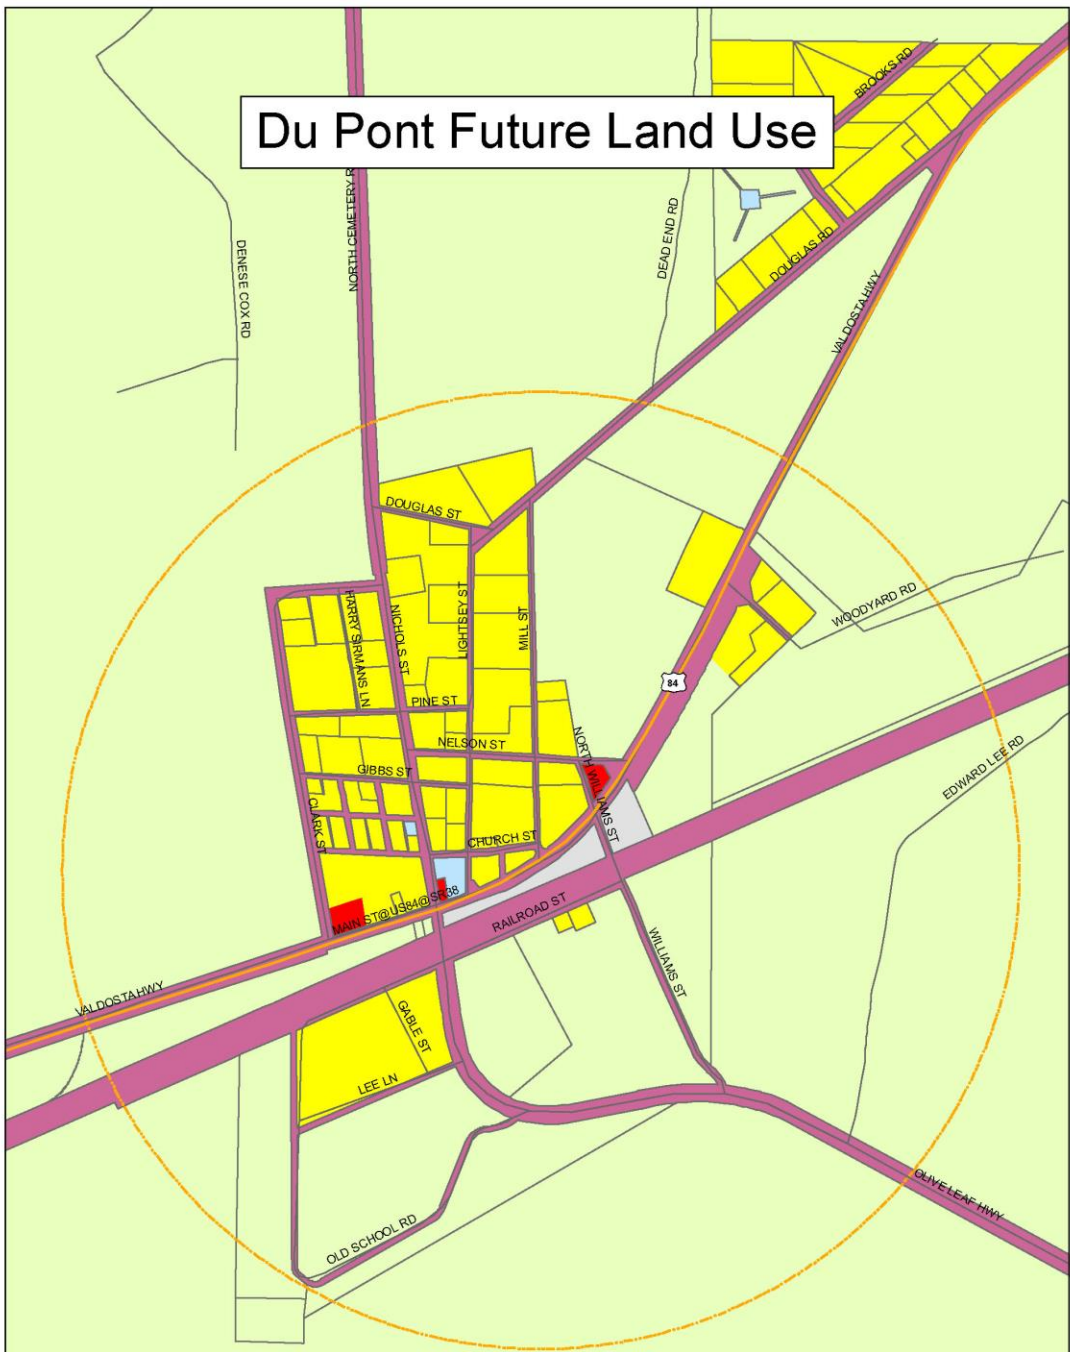 Du Pont Future Land Use
BROOKS RD
NORTH CEMETERY R
DENESE COX RD
DEAD END RD
DOUGLAS RD
VALDOSTA HWY
DOUGLAS ST
HARRY SIRMANS LN
NICHOLS ST
LIGHTSEY ST
MILL ST
WOODYARD RD
84
PINE ST
NELSON ST
NORTH WILLIAMS ST
GIBBS ST
EDWARD LEE RD
CLARK ST
CHURCH ST
MAIN ST@US84@SR38
RAILROAD ST
WILLIAMS ST
VALDOSTA HWY
GABLE ST
LEE LN
OLIVE LEAF HWY
OLD SCHOOL RD